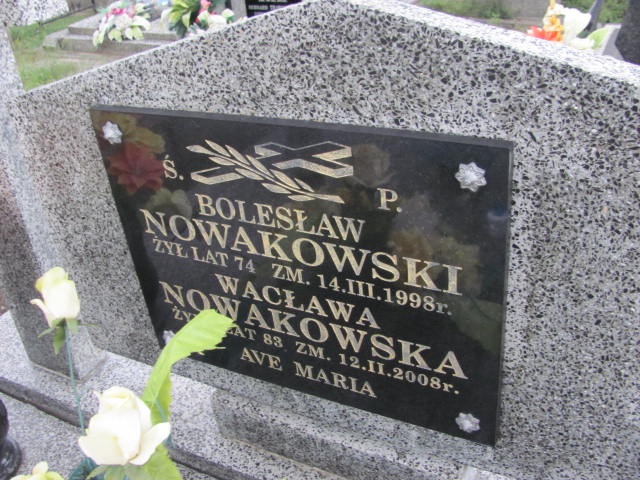 Ś. P.
BOLESŁAW
NOWAKOWSKI
ŻYŁ LAT 74 ZM. 14.III.1998r.
WACŁAWA
NOWAKOWSKA
83 ZM. 12.II.2008r.
AVE MARIA